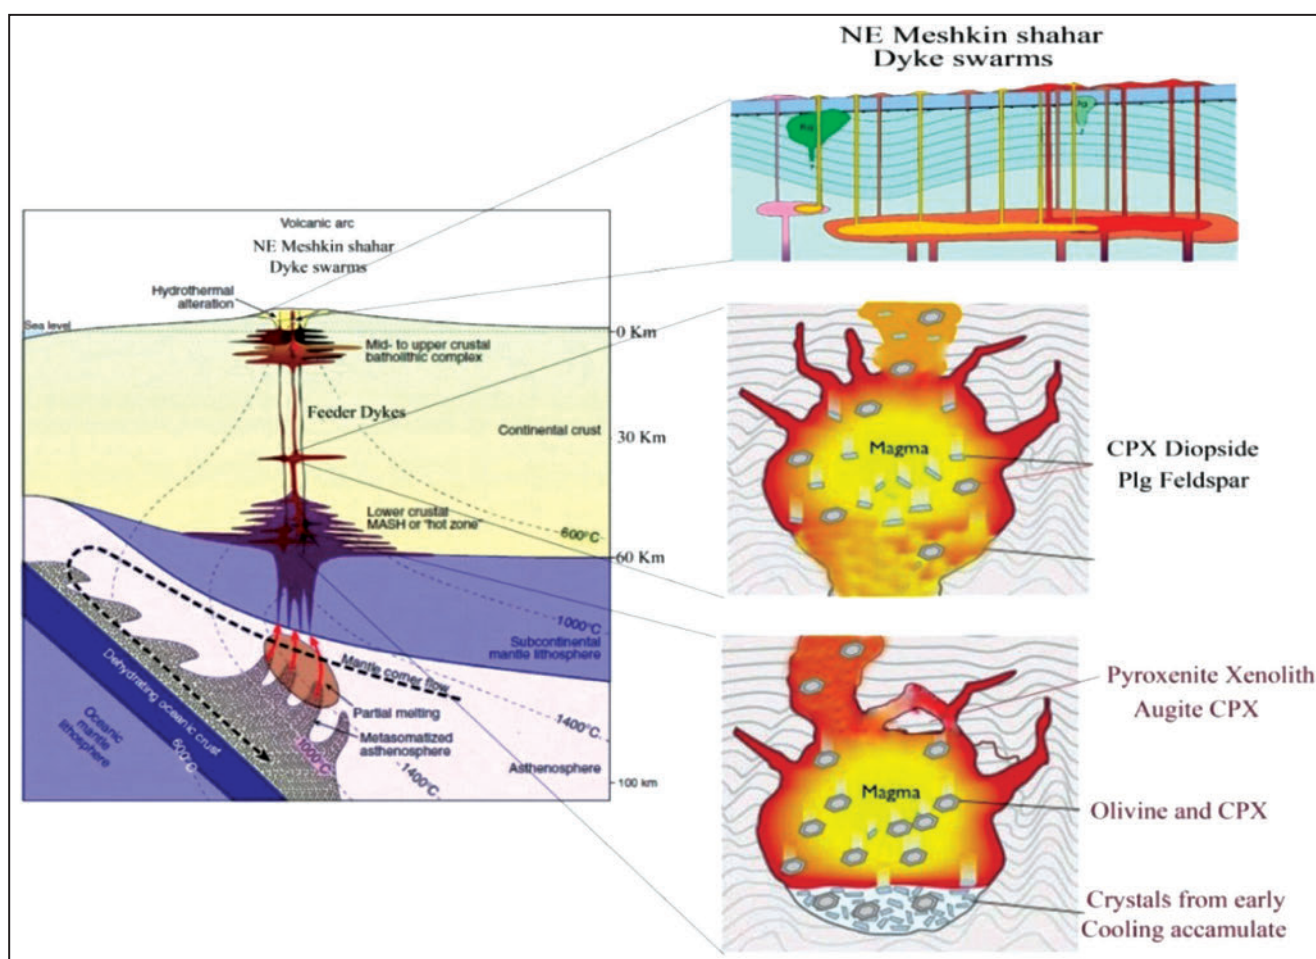 NE Meshkin shahar
Dyke swarms
Volcanic arc
NE Meshkin shahar
Dyke swarms
Hydrothermal
alteration
Sea level
0 Km
Mid- to upper crustal
batholithic complex
Feeder Dykes
Continental crust
30 Km
Lower crustal
MASH or "hot zone"
600°C
60 Km
1000°C
Subcontinental
mantle lithosphere
Mantle corner flow
Dehydrating oceanic crust
Partial melting
1400°C
Metasomatized
asthenosphere
Oceanic
mantle
lithosphere
600°C
1000°C
1400°C
Asthenosphere
100 km
Magma
CPX Diopside
Plg Feldspar
Pyroxenite Xenolith
Augite CPX
Magma
Olivine and CPX
Crystals from early
Cooling accumulate